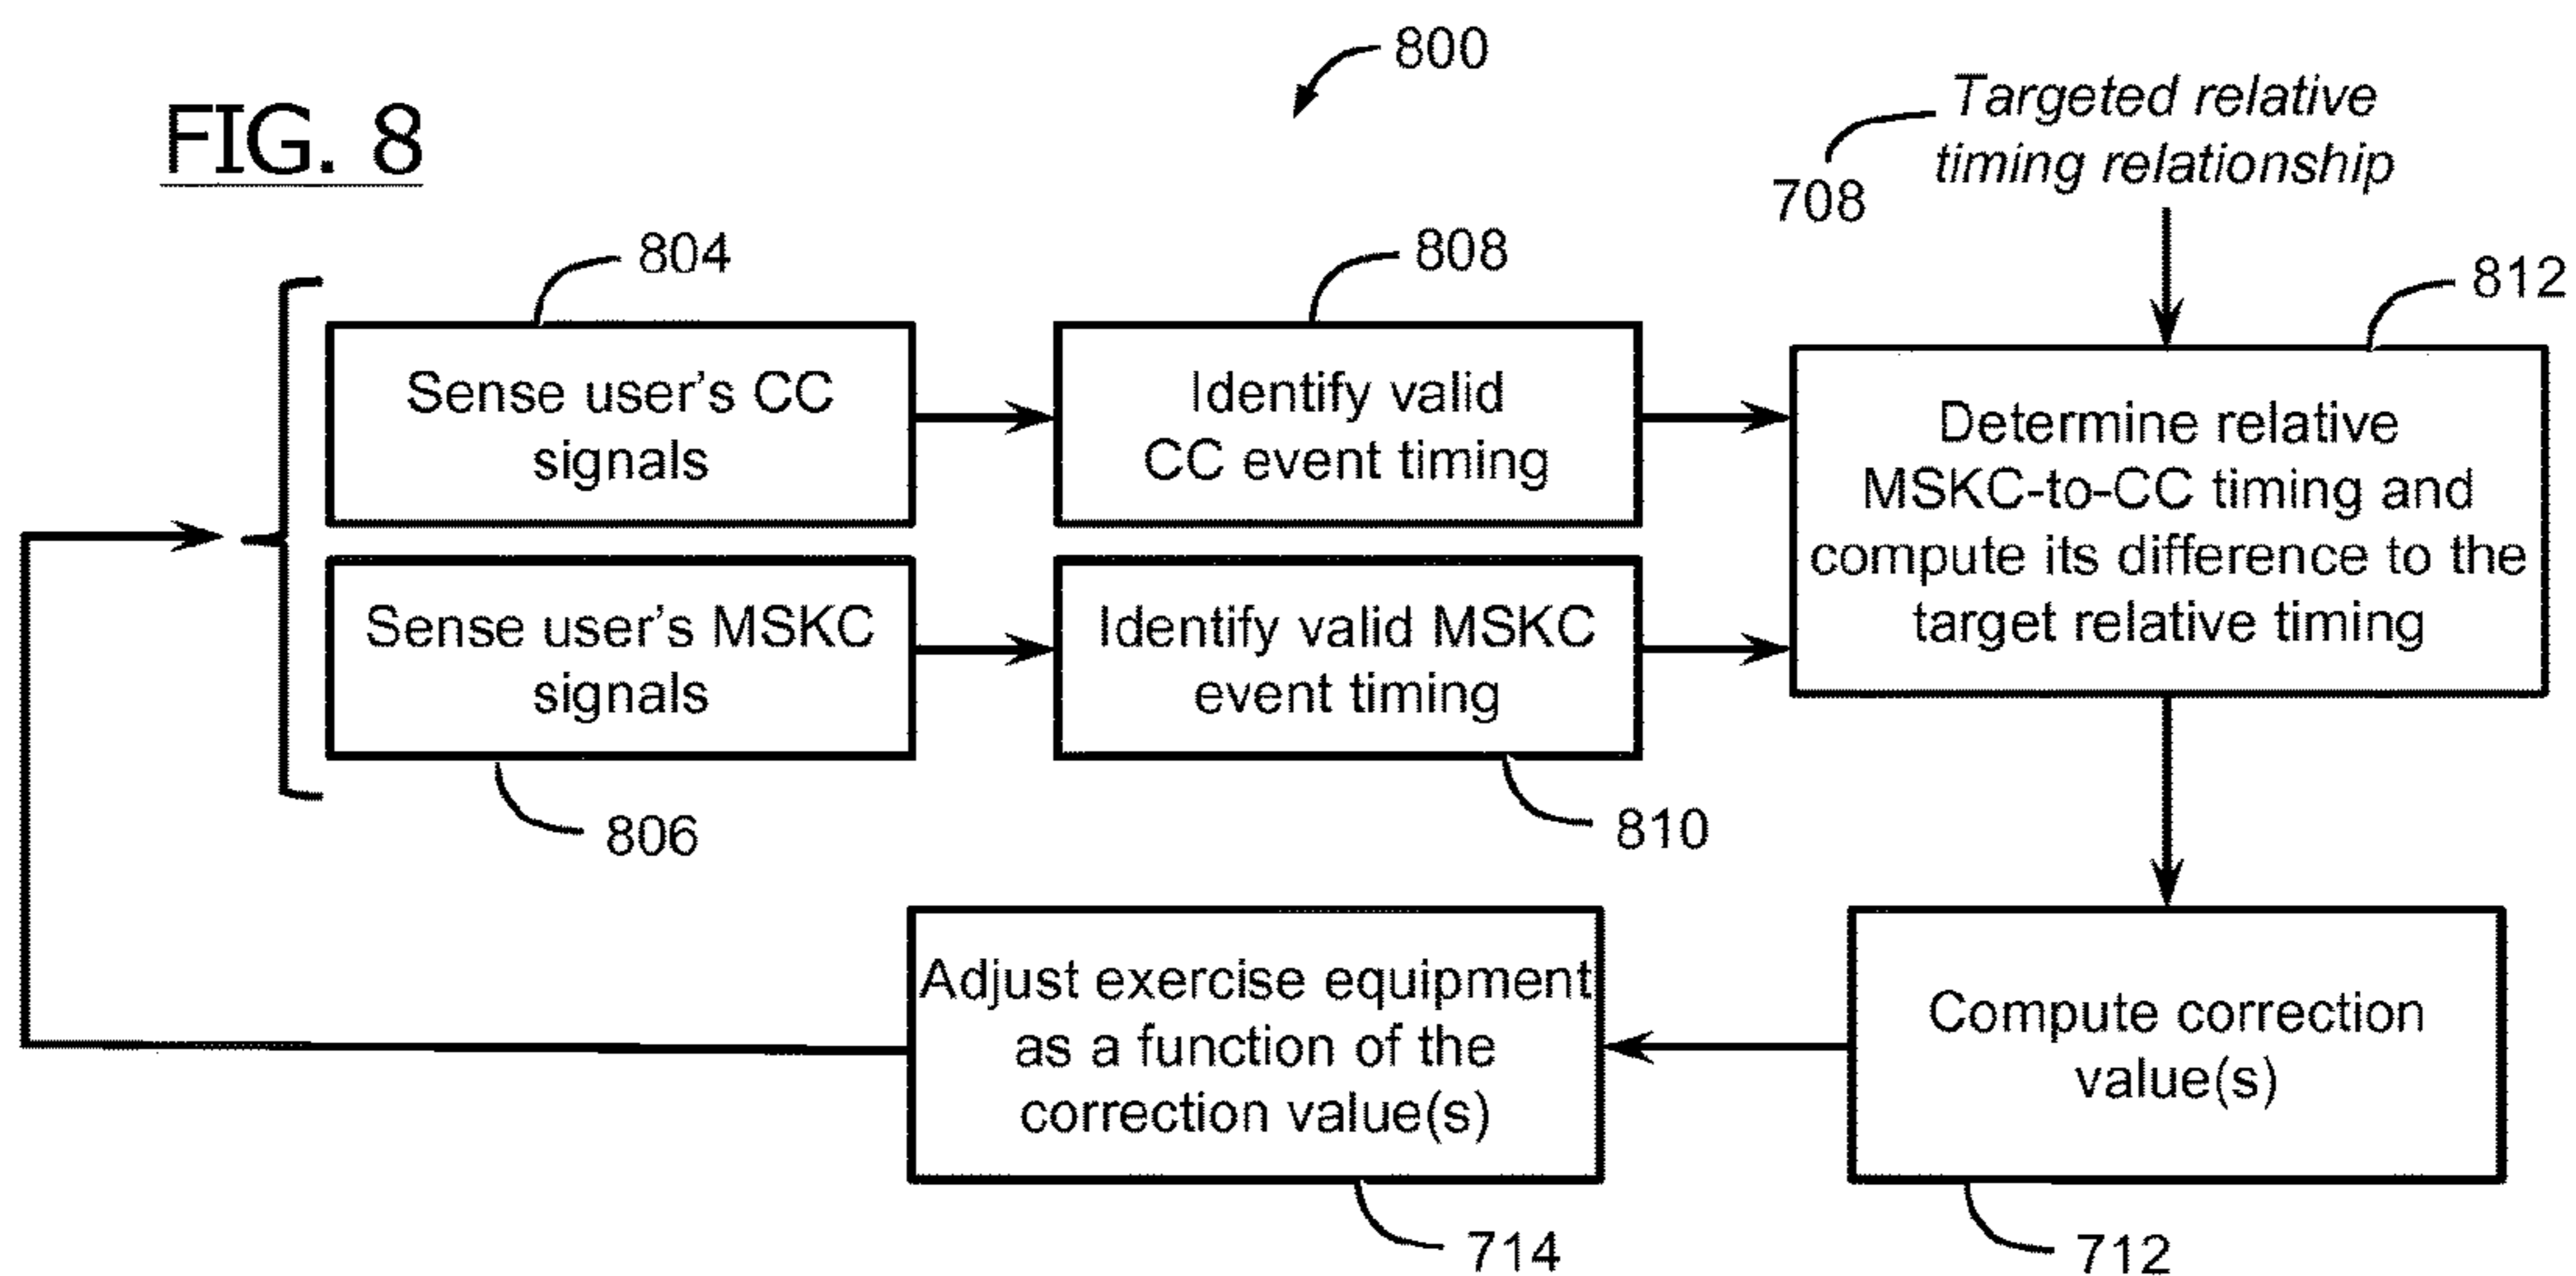 FIG. 8
800
Targeted relative
timing relationship
708
804
808
812
Sense user's CC
signals
Identify valid
CC event timing
Determine relative
MSKC-to-CC timing and
compute its difference to the
target relative timing
Sense user's MSKC
signals
Identify valid MSKC
event timing
806
810
Adjust exercise equipment
as a function of the
correction value(s)
Compute correction
value(s)
714
712